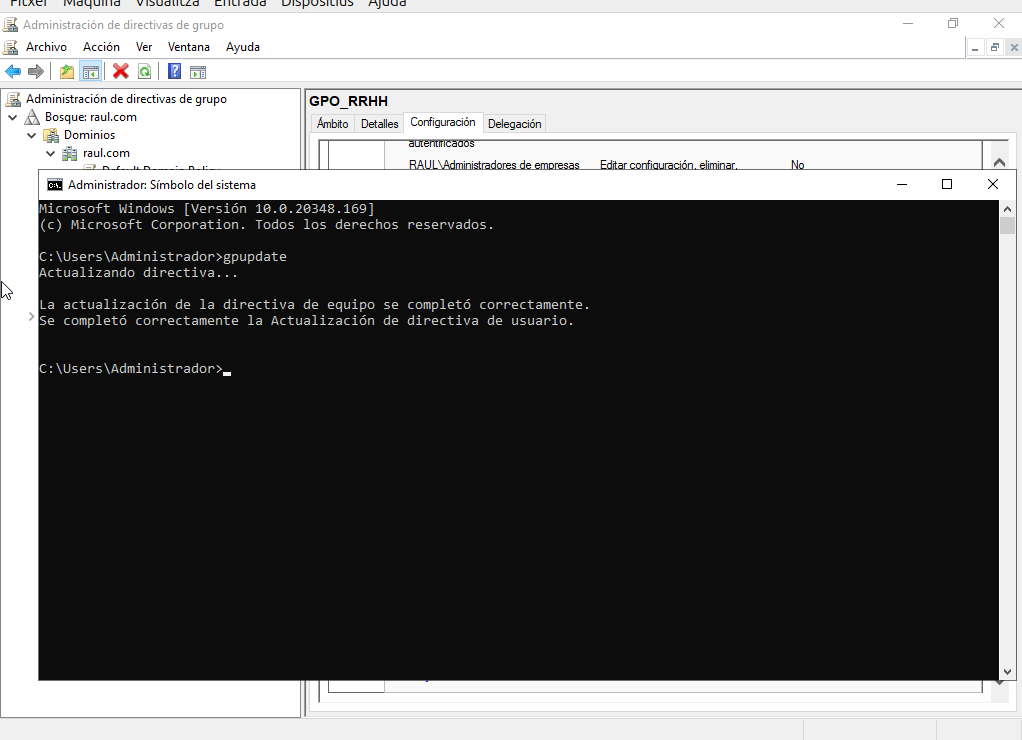 Fitxer Màquina Visualitza Entrada Dispositius Ajuda
Administración de directivas de grupo
Archivo Acción Ver Ventana Ayuda
Administración de directivas de grupo
Bosque: raul.com
Dominios
raul.com
Default Domain Policy
GPO_RRHH
Ámbito Detalles Configuración Delegación
autentificados
RAUL\Administradores de empresas Editar configuración, eliminar, No
Administrador: Símbolo del sistema
Microsoft Windows [Versión 10.0.20348.169]
(c) Microsoft Corporation. Todos los derechos reservados.
C:\Users\Administrador>gpupdate
Actualizando directiva...
La actualización de la directiva de equipo se completó correctamente.
Se completó correctamente la Actualización de directiva de usuario.
C:\Users\Administrador>